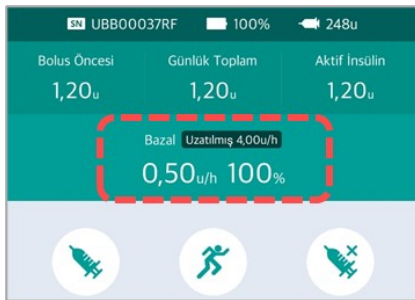 SN UBB00037RF 100% 248u
Bolus Öncesi Günlük Toplam Aktif İnsülin
1,20u 1,20u 1,20u
Bazal Uzatılmış 4,00u/h
0,50u/h 100%